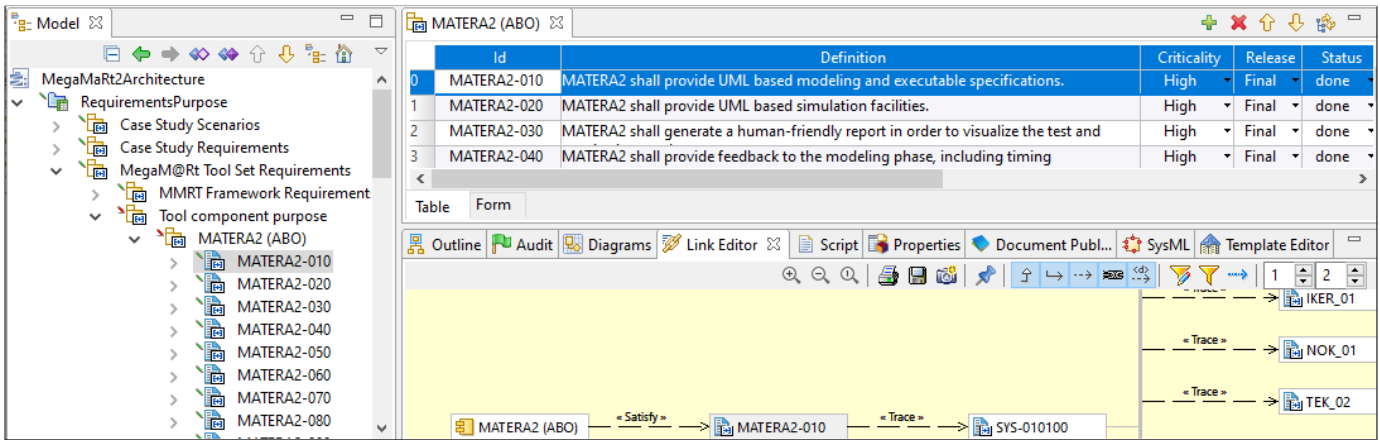 Model
MegaMaRt2Architecture
RequirementsPurpose
Case Study Scenarios
Case Study Requirements
MegaM@Rt Tool Set Requirements
MMRT Framework Requirement
Tool component purpose
MATERA2 (ABO)
MATERA2-010
MATERA2-020
MATERA2-030
MATERA2-040
MATERA2-050
MATERA2-060
MATERA2-070
MATERA2-080
MATERA2 (ABO)
Id Definition Criticality Release Status
0 MATERA2-010 MATERA2 shall provide UML based modeling and executable specifications. High Final done
1 MATERA2-020 MATERA2 shall provide UML based simulation facilities. High Final done
2 MATERA2-030 MATERA2 shall generate a human-friendly report in order to visualize the test and High Final done
3 MATERA2-040 MATERA2 shall provide feedback to the modeling phase, including timing High Final done
Table Form
Outline Audit Diagrams Link Editor Script Properties Document Publ... SysML Template Editor
1 2
IKER_01
« Trace » NOK_01
« Trace » TEK_02
MATERA2 (ABO) « Satisfy » MATERA2-010 « Trace » SYS-010100